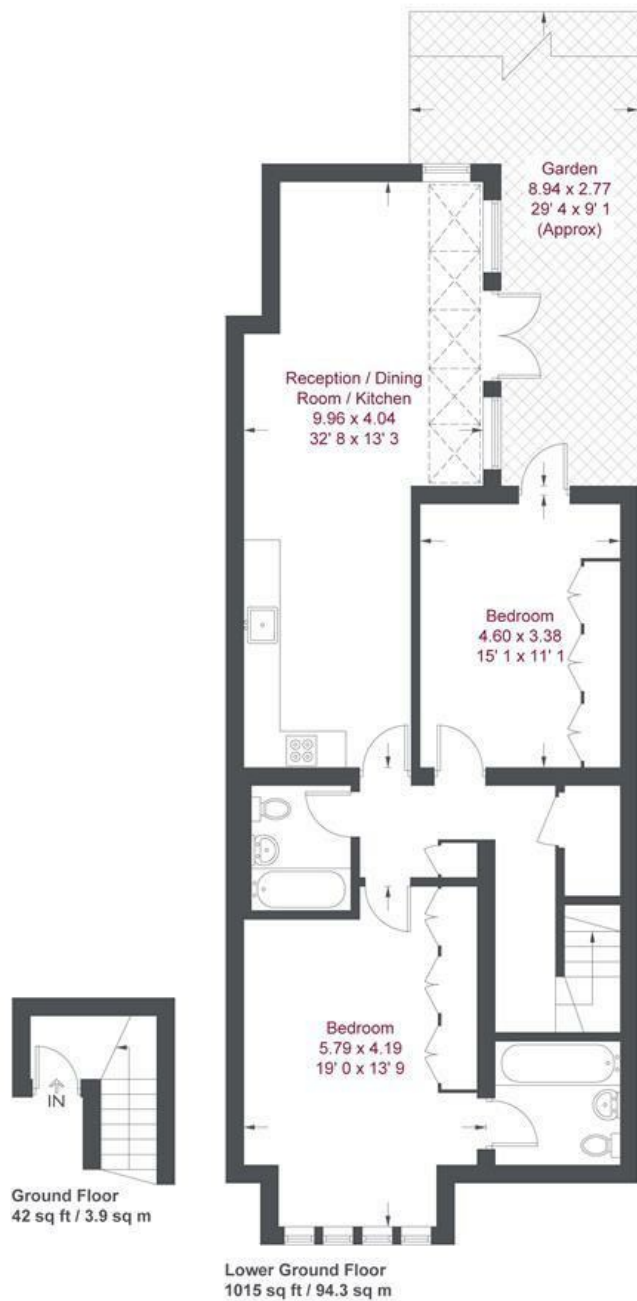 Garden
8.94 x 2.77
29' 4 x 9' 1
(Approx)
Reception / Dining
Room / Kitchen
9.96 x 4.04
32' 8 x 13' 3
Bedroom
4.60 x 3.38
15' 1 x 11' 1
Bedroom
5.79 x 4.19
19' 0 x 13' 9
IN
Ground Floor
42 sq ft / 3.9 sq m
Lower Ground Floor
1015 sq ft / 94.3 sq m